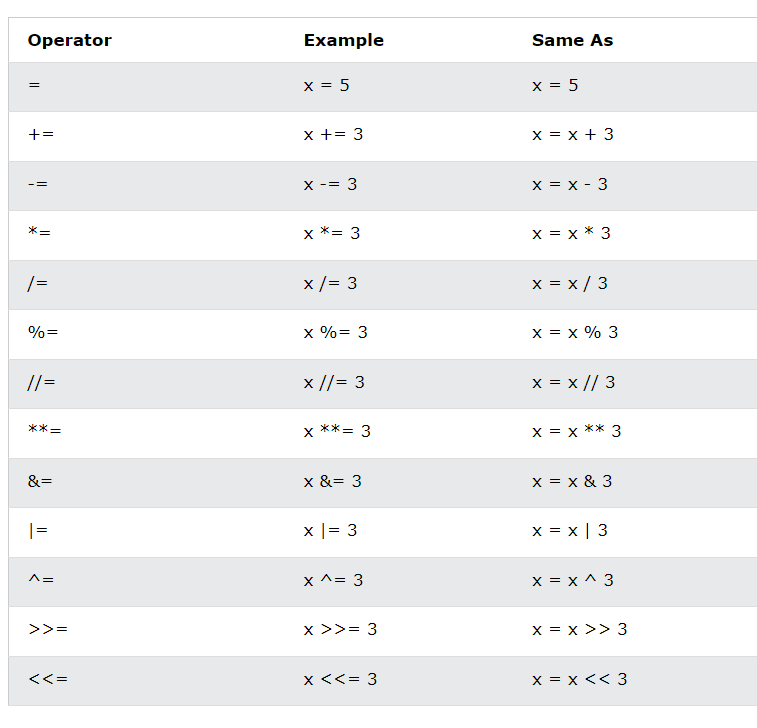 Operator Example Same As
= x = 5 x = 5
+= x += 3 x = x + 3
-= x -= 3 x = x - 3
*= x *= 3 x = x * 3
/= x /= 3 x = x / 3
%= x %= 3 x = x % 3
//= x //= 3 x = x // 3
**= x **= 3 x = x ** 3
&= x &= 3 x = x & 3
|= x |= 3 x = x | 3
^= x ^= 3 x = x ^ 3
>>= x >>= 3 x = x >> 3
<<= x <<= 3 x = x << 3